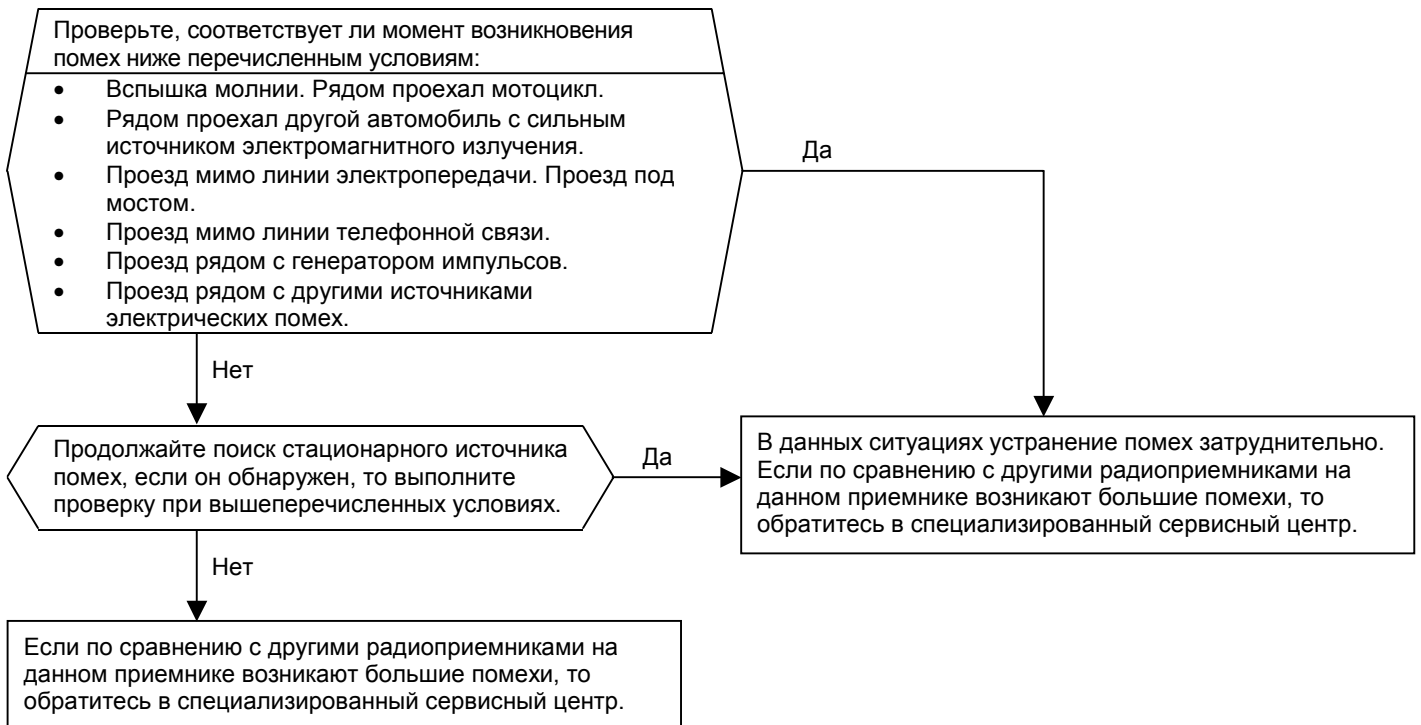 Проверьте, соответствует ли момент возникновения
помех ниже перечисленным условиям:
• Вспышка молнии. Рядом проехал мотоцикл.
• Рядом проехал другой автомобиль с сильным
источником электромагнитного излучения.
• Проезд мимо линии электропередачи. Проезд под
мостом.
• Проезд мимо линии телефонной связи.
• Проезд рядом с генератором импульсов.
• Проезд рядом с другими источниками
электрических помех.
Да
Нет
Продолжайте поиск стационарного источника
помех, если он обнаружен, то выполните
проверку при вышеперечисленных условиях.
Да
В данных ситуациях устранение помех затруднительно.
Если по сравнению с другими радиоприемниками на
данном приемнике возникают большие помехи, то
обратитесь в специализированный сервисный центр.
Нет
Если по сравнению с другими радиоприемниками на
данном приемнике возникают большие помехи, то
обратитесь в специализированный сервисный центр.